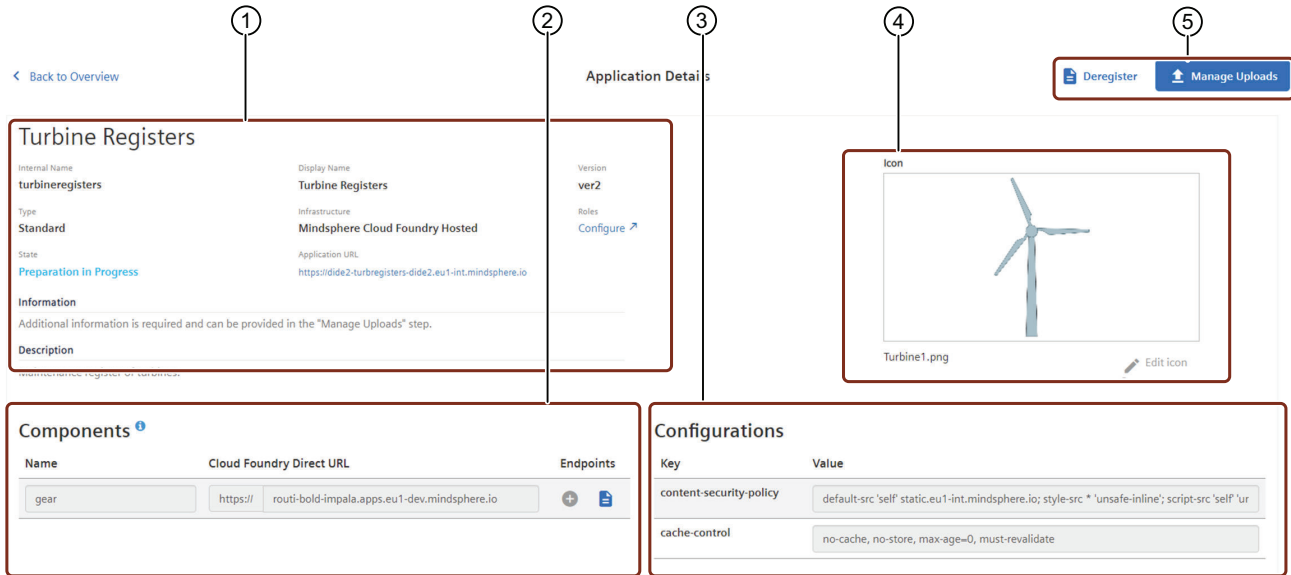 1 2 3 4 5
Back to Overview Application Details Deregister Manage Uploads
Turbine Registers
Internal Name Display Name Version
turbineregisters Turbine Registers ver2
Type Infrastructure Roles
Standard Mindsphere Cloud Foundry Hosted Configure
State Application URL
Preparation in Progress https://dide2-turbregisters-dide2.eu1-int.mindsphere.io
Information
Additional information is required and can be provided in the "Manage Uploads" step.
Description
Maintenance register of turbines.
Icon
Turbine1.png Edit icon
Components
Name Cloud Foundry Direct URL Endpoints
gear https:// routi-bold-impala.apps.eu1-dev.mindsphere.io
Configurations
Key Value
content-security-policy default-src 'self' static.eu1-int.mindsphere.io; style-src * 'unsafe-inline'; script-src 'self' 'ur
cache-control no-cache, no-store, max-age=0, must-revalidate